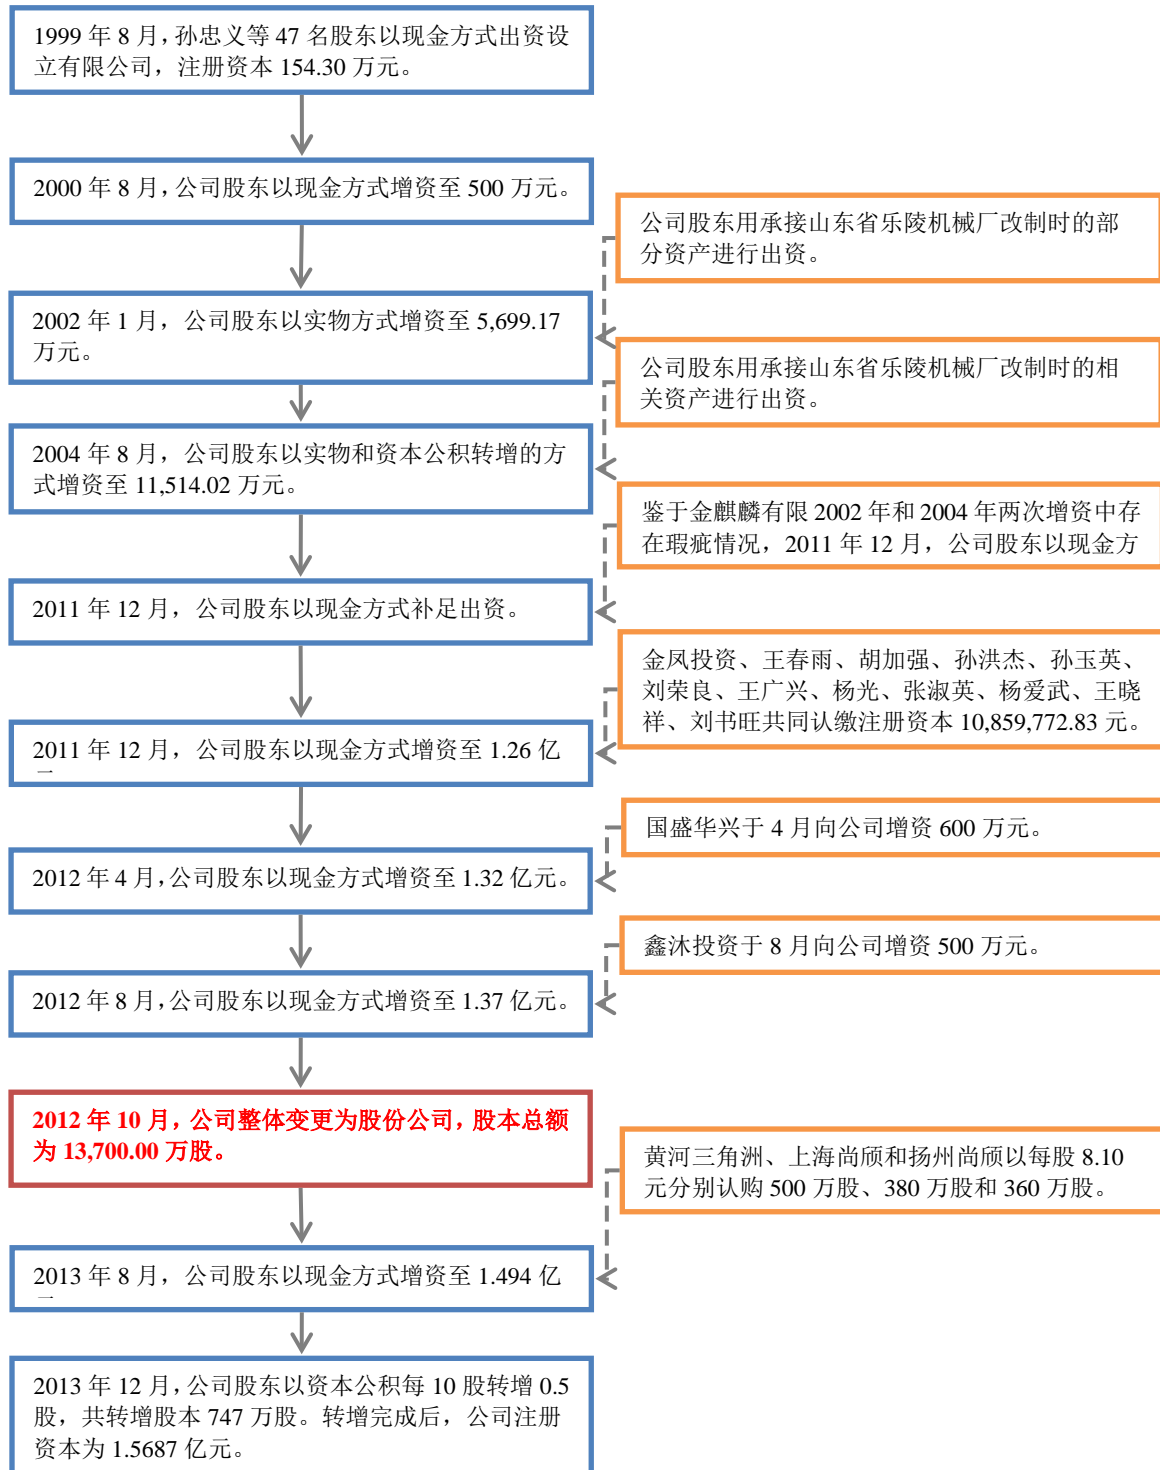 1999 年 8 月，孙忠义等 47 名股东以现金方式出资设
立有限公司，注册资本 154.30 万元。
2000 年 8 月，公司股东以现金方式增资至 500 万元。
公司股东用承接山东省乐陵机械厂改制时的部
分资产进行出资。
2002 年 1 月，公司股东以实物方式增资至 5,699.17
万元。
公司股东用承接山东省乐陵机械厂改制时的相
关资产进行出资。
2004 年 8 月，公司股东以实物和资本公积转增的方
式增资至 11,514.02 万元。
鉴于金麒麟有限 2002 年和 2004 年两次增资中存
在瑕疵情况，2011 年 12 月，公司股东以现金方
2011 年 12 月，公司股东以现金方式补足出资。
金凤投资、王春雨、胡加强、孙洪杰、孙玉英、
刘荣良、王广兴、杨光、张淑英、杨爱武、王晓
祥、刘书旺共同认缴注册资本 10,859,772.83 元。
2011 年 12 月，公司股东以现金方式增资至 1.26 亿
国盛华兴于 4 月向公司增资 600 万元。
2012 年 4 月，公司股东以现金方式增资至 1.32 亿元。
鑫沐投资于 8 月向公司增资 500 万元。
2012 年 8 月，公司股东以现金方式增资至 1.37 亿元。
2012 年 10 月，公司整体变更为股份公司，股本总额
为 13,700.00 万股。
黄河三角洲、上海尚颀和扬州尚颀以每股 8.10
元分别认购 500 万股、380 万股和 360 万股。
2013 年 8 月，公司股东以现金方式增资至 1.494 亿
2013 年 12 月，公司股东以资本公积每 10 股转增 0.5
股，共转增股本 747 万股。转增完成后，公司注册
资本为 1.5687 亿元。